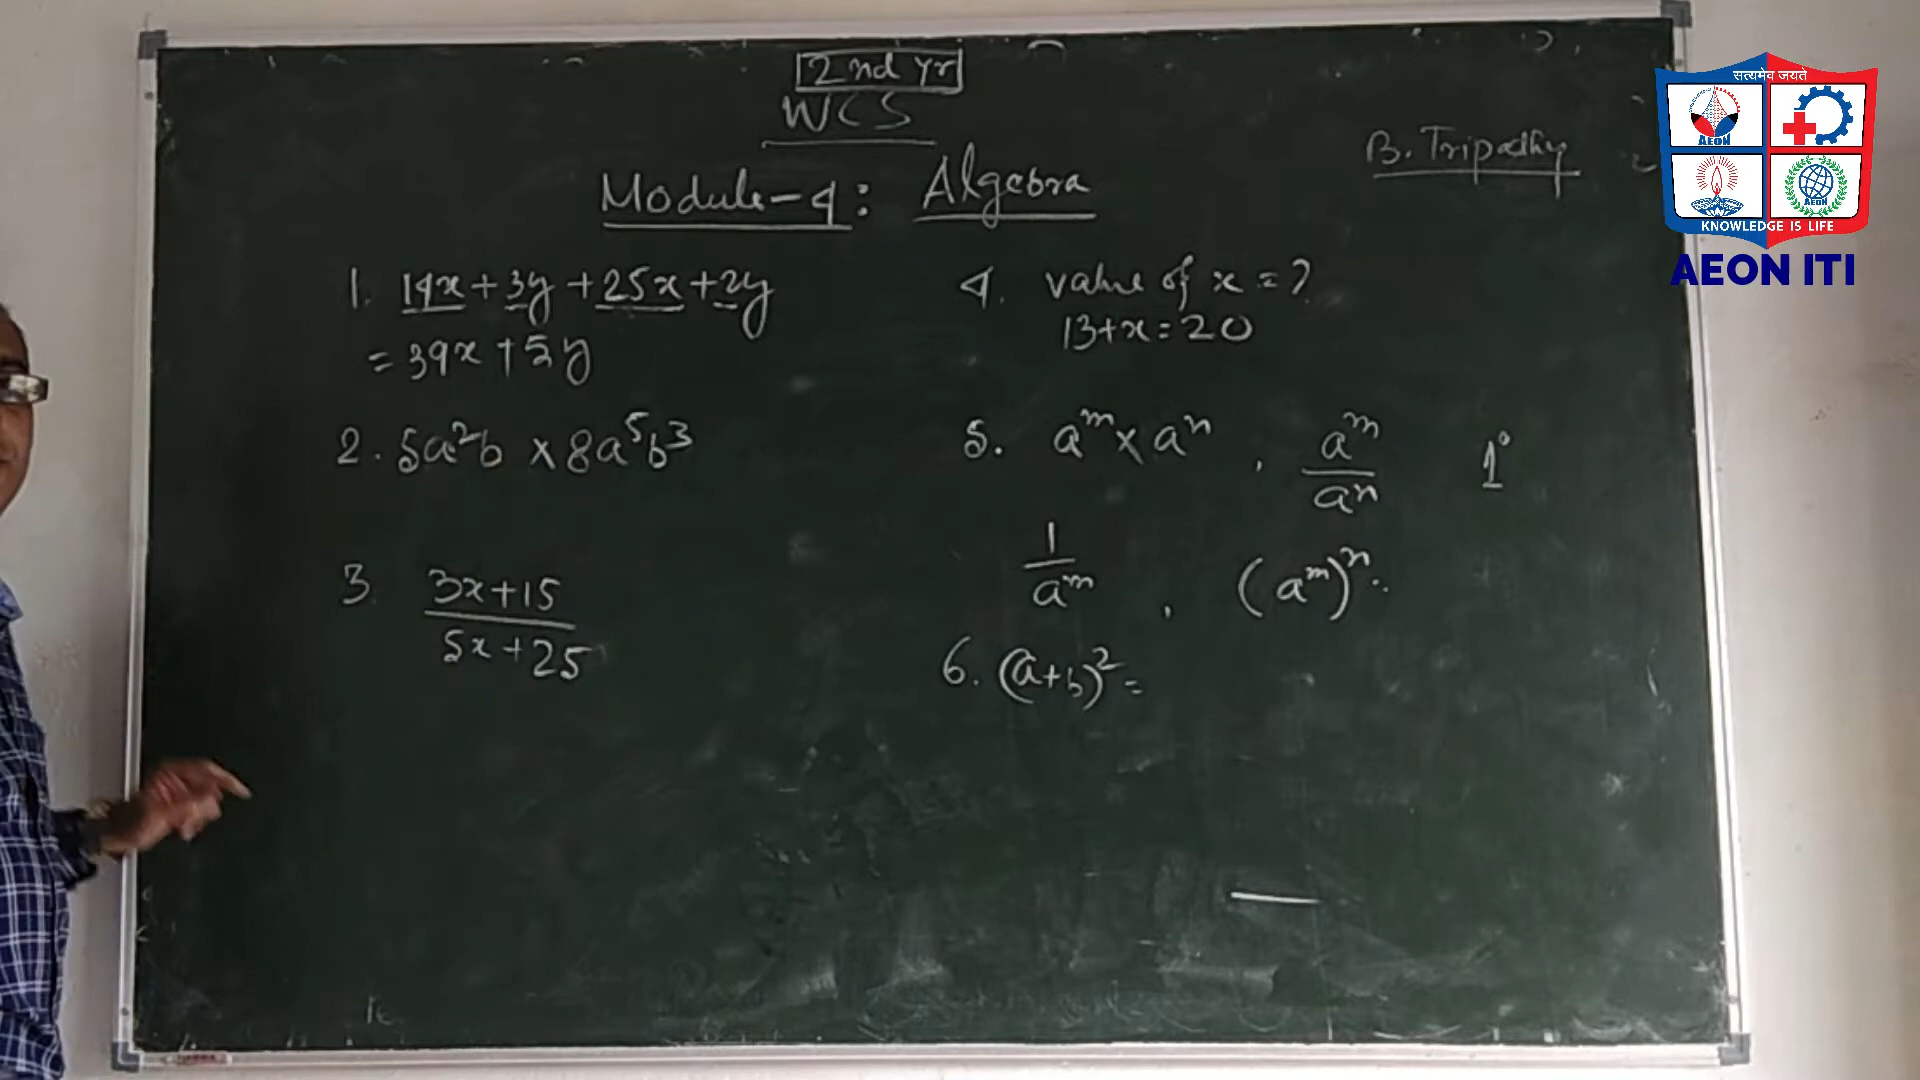 2nd yr
WCS
B. Tripathy
Module-4: Algebra
1. 14x + 3y + 25x + 2y
= 39x + 5y
2. 5a²b × 8a⁵b³
3. 3x+15
5x+25
4. value of x = ?
13+x=20
5. aᵐ × aⁿ , aᵐ/aⁿ 1°
1/aᵐ , (aᵐ)ⁿ.
6. (a+b)² =
सत्यमेव जयते
AEON
AEON
KNOWLEDGE IS LIFE
AEON ITI